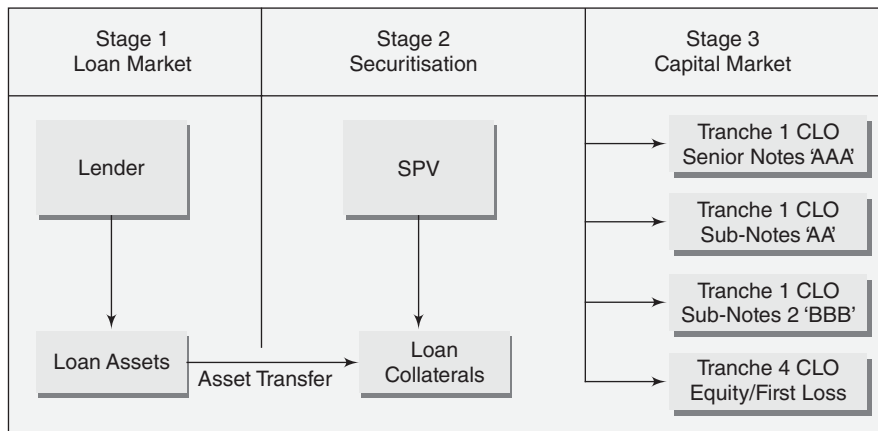 Stage 1
Loan Market
Stage 2
Securitisation
Stage 3
Capital Market
Lender
SPV
Tranche 1 CLO
Senior Notes ‘AAA’
Tranche 1 CLO
Sub-Notes ‘AA’
Tranche 1 CLO
Sub-Notes 2 ‘BBB’
Loan Assets
Asset Transfer
Loan
Collaterals
Tranche 4 CLO
Equity/First Loss